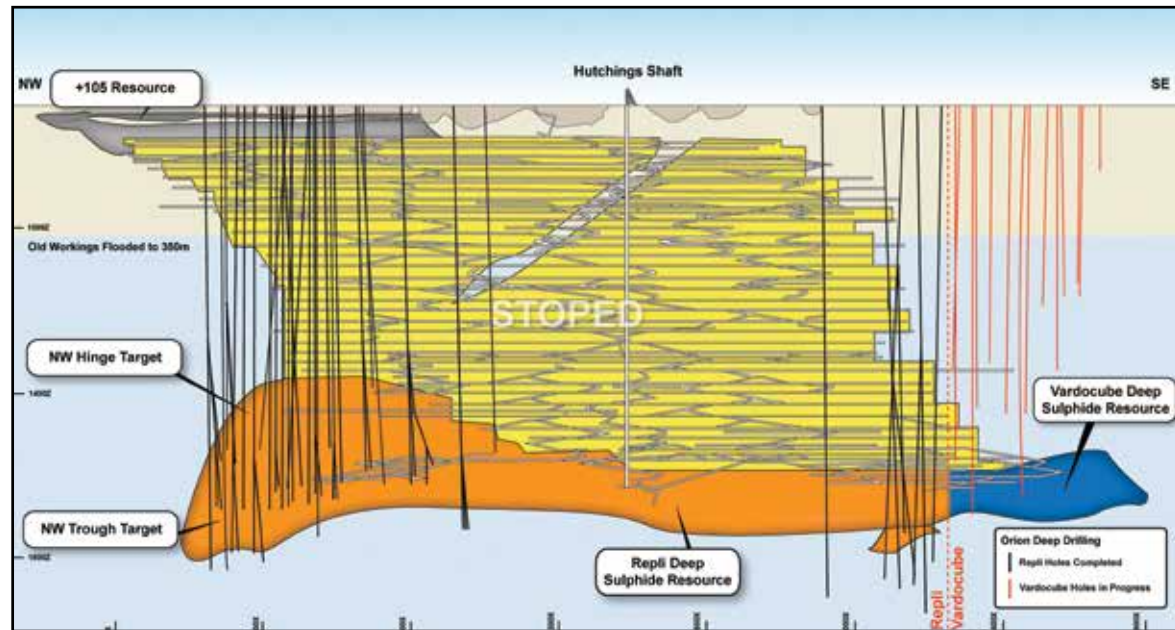 NW
+105 Resource
Hutchings Shaft
SE
Old Workings Flooded to 350m
STOPED
NW Hinge Target
Vardocube Deep
Sulphide Resource
NW Trough Target
Repli Deep
Sulphide Resource
Repli
Vardocube
Orion Deep Drilling
Repli Holes Completed
Vardocube Holes in Progress